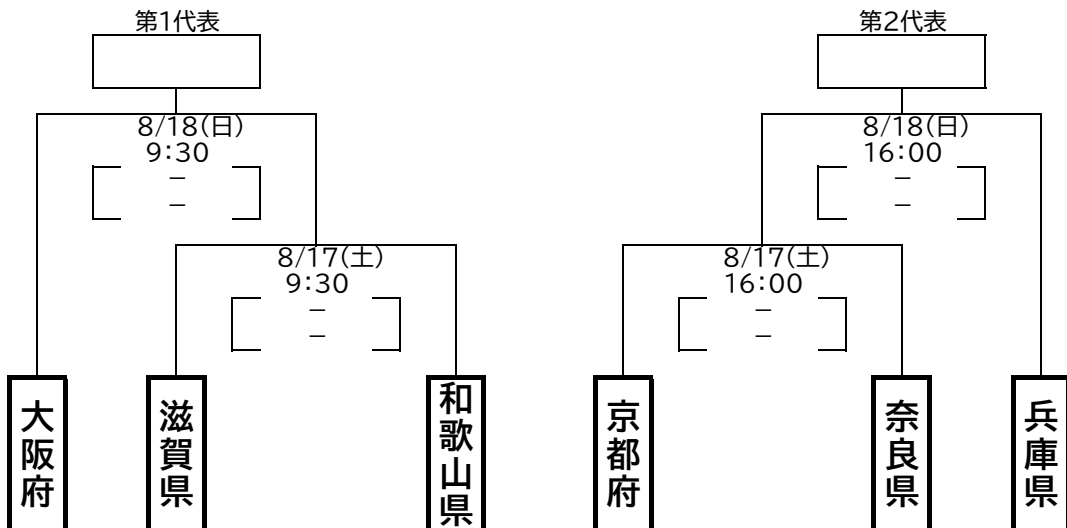 第1代表
第2代表
8/18(日)
9:30
－
－
8/18(日)
16:00
－
－
8/17(土)
9:30
－
－
8/17(土)
16:00
－
－
大阪府
滋賀県
和歌山県
京都府
奈良県
兵庫県